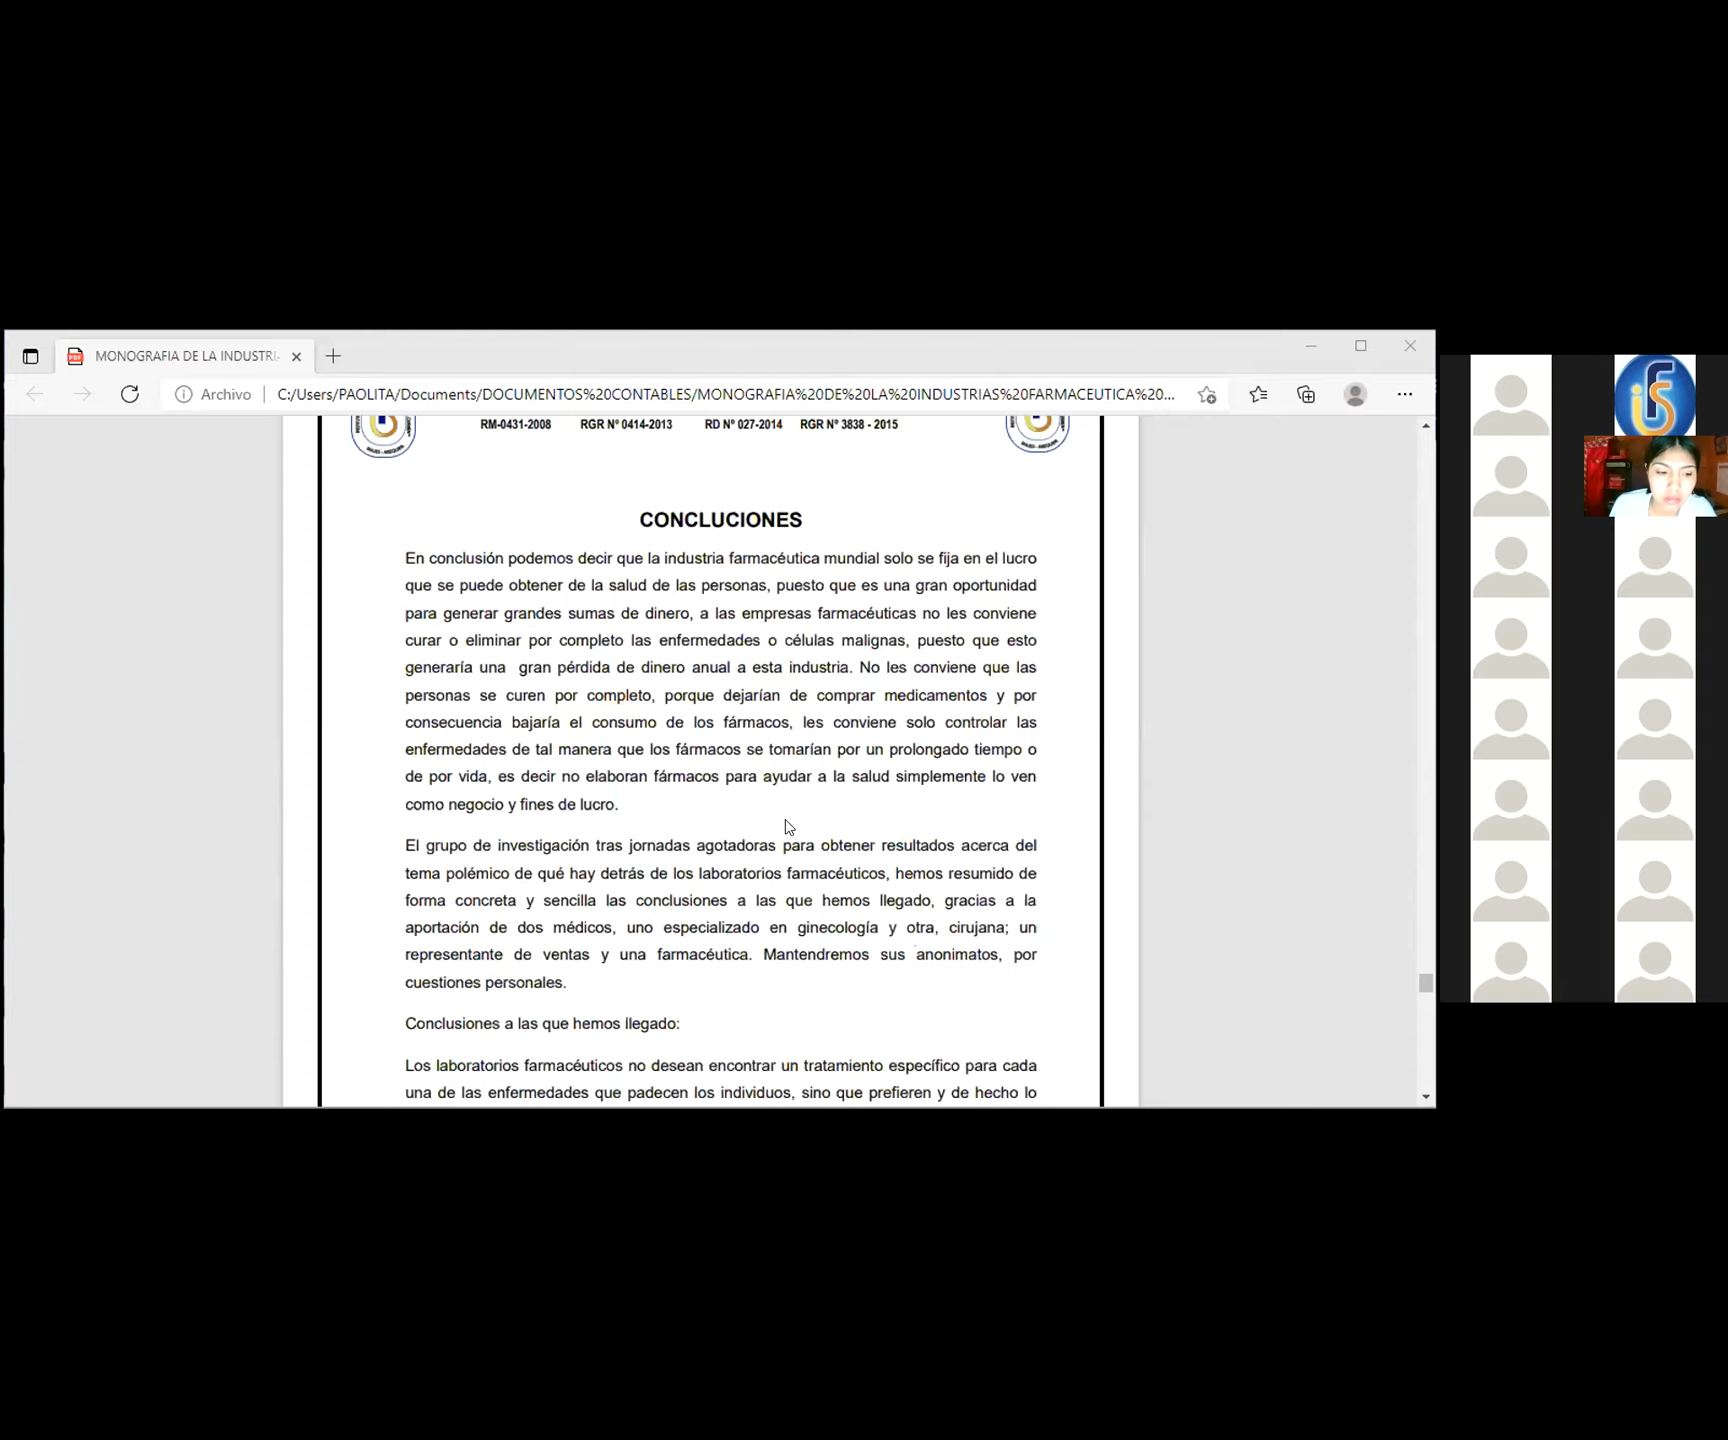 MONOGRAFIA DE LA INDUSTRI
Archivo
C:/Users/PAOLITA/Documents/DOCUMENTOS%20CONTABLES/MONOGRAFIA%20DE%20LA%20INDUSTRIAS%20FARMACEUTICA%20...
RM-0431-2008 RGR Nº 0414-2013 RD Nº 027-2014 RGR Nº 3838 - 2015
CONCLUCIONES
En conclusión podemos decir que la industria farmacéutica mundial solo se fija en el lucro
que se puede obtener de la salud de las personas, puesto que es una gran oportunidad
para generar grandes sumas de dinero, a las empresas farmacéuticas no les conviene
curar o eliminar por completo las enfermedades o células malignas, puesto que esto
generaría una gran pérdida de dinero anual a esta industria. No les conviene que las
personas se curen por completo, porque dejarían de comprar medicamentos y por
consecuencia bajaría el consumo de los fármacos, les conviene solo controlar las
enfermedades de tal manera que los fármacos se tomarían por un prolongado tiempo o
de por vida, es decir no elaboran fármacos para ayudar a la salud simplemente lo ven
como negocio y fines de lucro.
El grupo de investigación tras jornadas agotadoras para obtener resultados acerca del
tema polémico de qué hay detrás de los laboratorios farmacéuticos, hemos resumido de
forma concreta y sencilla las conclusiones a las que hemos llegado, gracias a la
aportación de dos médicos, uno especializado en ginecología y otra, cirujana; un
representante de ventas y una farmacéutica. Mantendremos sus anonimatos, por
cuestiones personales.
Conclusiones a las que hemos llegado:
Los laboratorios farmacéuticos no desean encontrar un tratamiento específico para cada
una de las enfermedades que padecen los individuos, sino que prefieren y de hecho lo